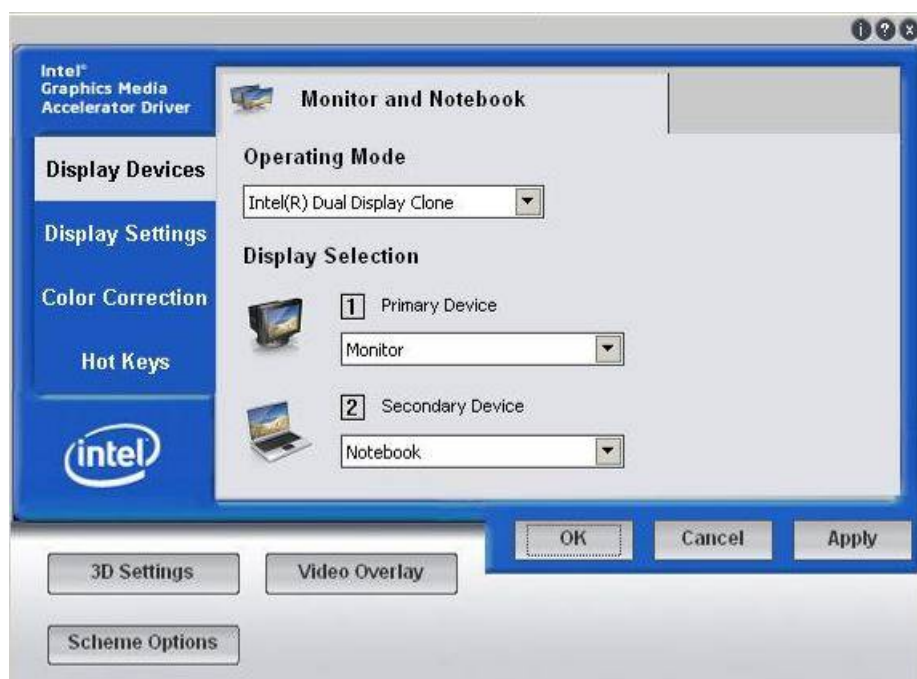 Intel®
Graphics Media
Accelerator Driver
Monitor and Notebook
Display Devices
Display Settings
Color Correction
Hot Keys
intel
Operating Mode
Intel(R) Dual Display Clone
Display Selection
1 Primary Device
Monitor
2 Secondary Device
Notebook
OK Cancel Apply
3D Settings Video Overlay
Scheme Options